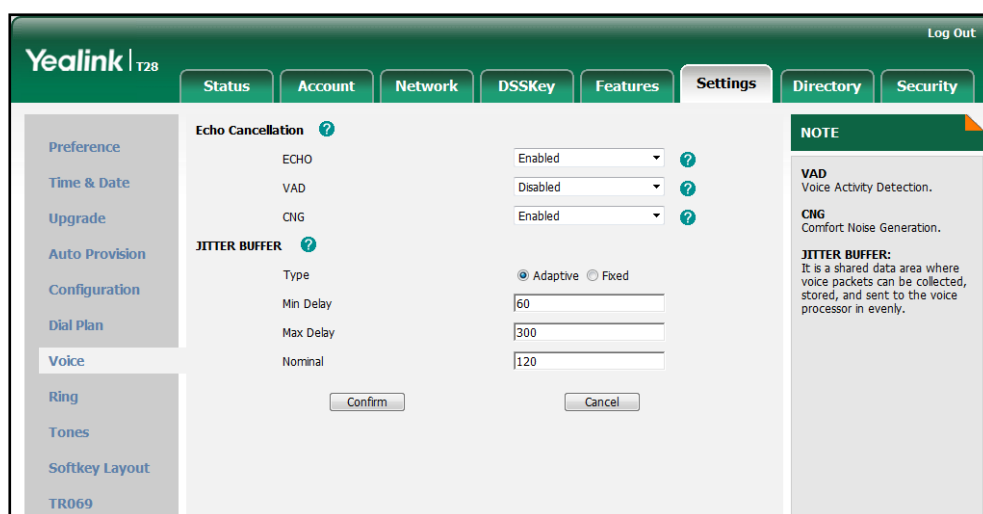 Log Out
Yealink T28
Status Account Network DSSKey Features Settings Directory Security
Preference
Time & Date
Upgrade
Auto Provision
Configuration
Dial Plan
Voice
Ring
Tones
Softkey Layout
TR069
Echo Cancellation ?
ECHO Enabled ?
VAD Disabled ?
CNG Enabled ?
JITTER BUFFER ?
Type Adaptive Fixed
Min Delay 60
Max Delay 300
Nominal 120
Confirm Cancel
NOTE
VAD
Voice Activity Detection.
CNG
Comfort Noise Generation.
JITTER BUFFER:
It is a shared data area where
voice packets can be collected,
stored, and sent to the voice
processor in evenly.